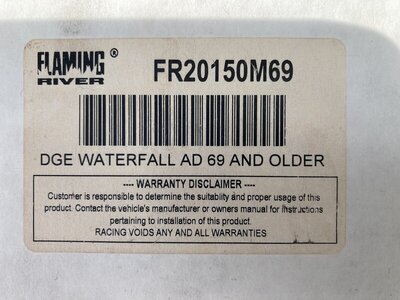 FLAMING ®
RIVER
FR20150M69
DGE WATERFALL AD 69 AND OLDER
---- WARRANTY DISCLAIMER ----
Customer is responsible to determine the suitability and proper usage of this
product. Contact the vehicle's manufacturer or owners manual for instructions
pertaining to installation of this product.
RACING VOIDS ANY AND ALL WARRANTIES